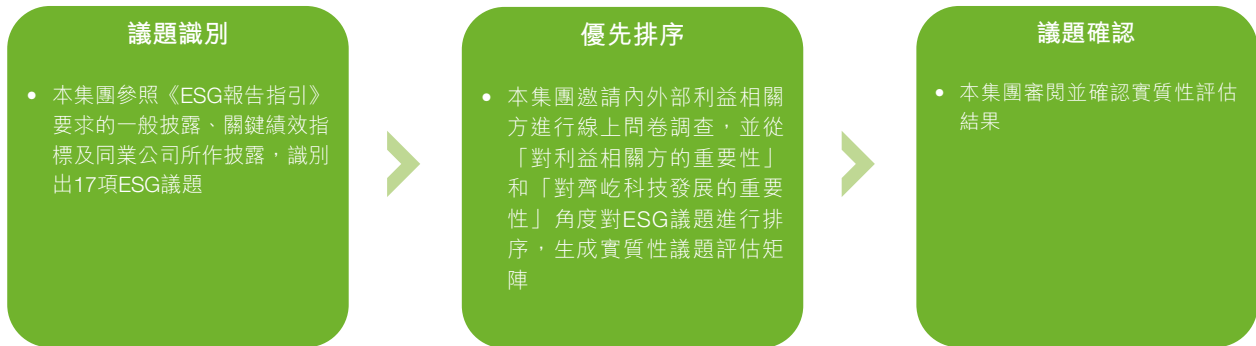 議題識別
• 本集團參照《ESG報告指引》
要求的一般披露、關鍵績效指
標及同業公司所作披露，識別
出17項ESG議題
優先排序
• 本集團邀請內外部利益相關
方進行線上問卷調查，並從
「對利益相關方的重要性」
和「對齊屹科技發展的重要
性」角度對ESG議題進行排
序，生成實質性議題評估矩
陣
議題確認
• 本集團審閱並確認實質性評估
結果